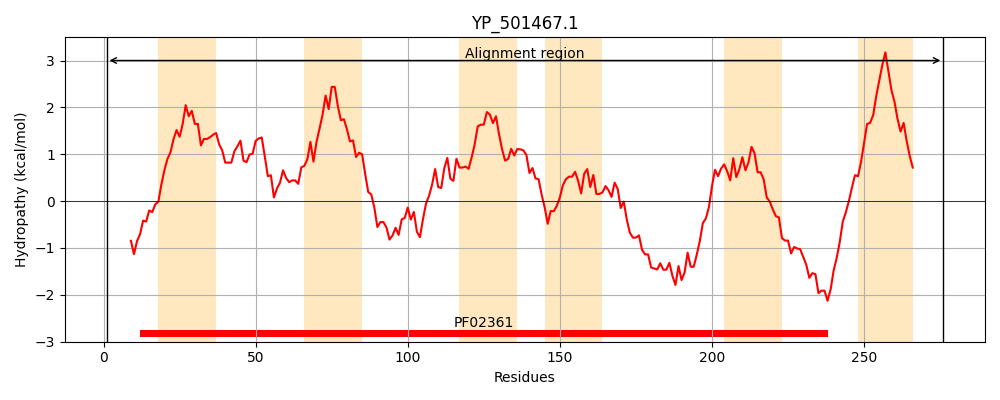 YP_501467.1
Alignment region
PF02361
3
2
1
0
−1
−2
−3
Hydropathy (kcal/mol)
0 50 100 150 200 250
Residues